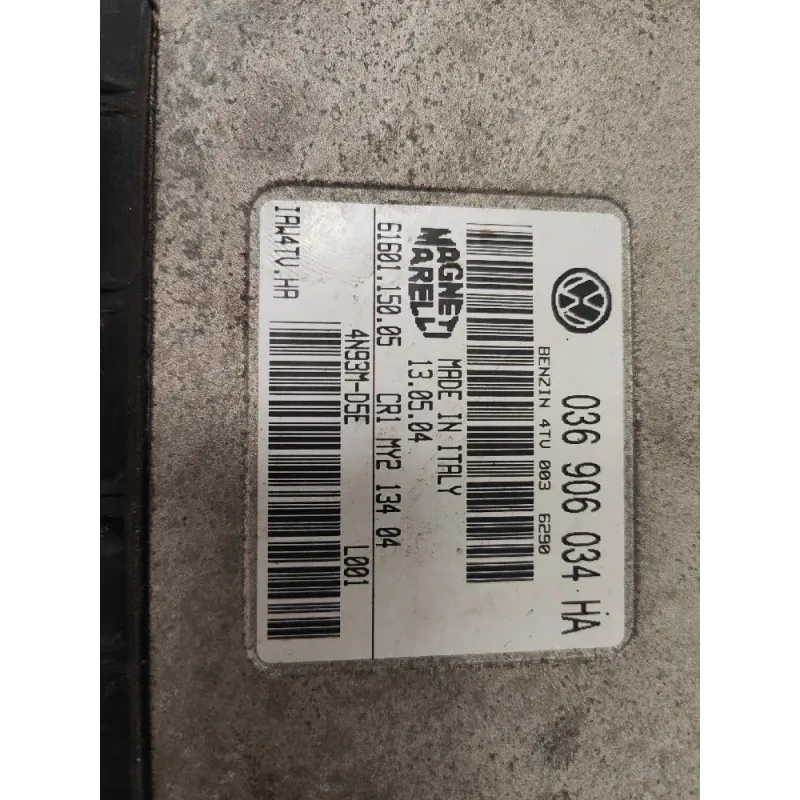 036 906 034 HA
BENZIN 4TV 003 6290
MAGNETI
MARELLI
MADE IN ITALY
13.05.04
61601.150.05 CR1 MY2 134 04
4N93M-D5E L001
IAW4TV.HA